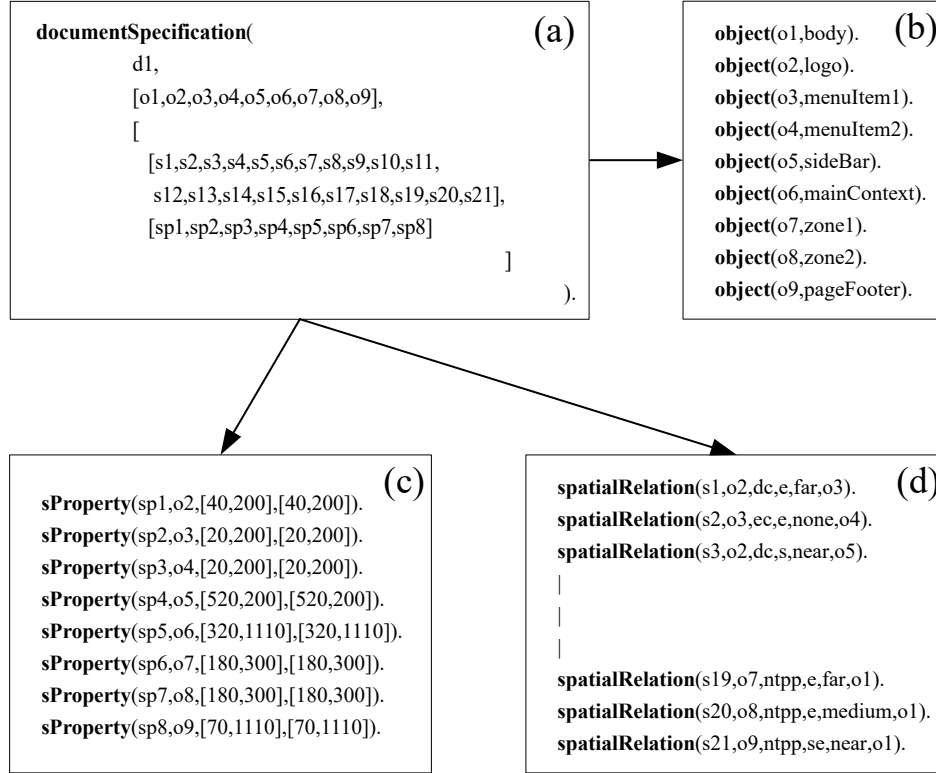 documentSpecification( (a)
d1,
[o1,o2,o3,o4,o5,o6,o7,o8,o9],
[
[s1,s2,s3,s4,s5,s6,s7,s8,s9,s10,s11,
s12,s13,s14,s15,s16,s17,s18,s19,s20,s21],
[sp1,sp2,sp3,sp4,sp5,sp6,sp7,sp8]
]
).
(b)
object(o1,body).
object(o2,logo).
object(o3,menuItem1).
object(o4,menuItem2).
object(o5,sideBar).
object(o6,mainContext).
object(o7,zone1).
object(o8,zone2).
object(o9,pageFooter).
(c)
sProperty(sp1,o2,[40,200],[40,200]).
sProperty(sp2,o3,[20,200],[20,200]).
sProperty(sp3,o4,[20,200],[20,200]).
sProperty(sp4,o5,[520,200],[520,200]).
sProperty(sp5,o6,[320,1110],[320,1110]).
sProperty(sp6,o7,[180,300],[180,300]).
sProperty(sp7,o8,[180,300],[180,300]).
sProperty(sp8,o9,[70,1110],[70,1110]).
(d)
spatialRelation(s1,o2,dc,e,far,o3).
spatialRelation(s2,o3,ec,e,none,o4).
spatialRelation(s3,o2,dc,s,near,o5).
|
|
|
spatialRelation(s19,o7,ntpp,e,far,o1).
spatialRelation(s20,o8,ntpp,e,medium,o1).
spatialRelation(s21,o9,ntpp,se,near,o1).